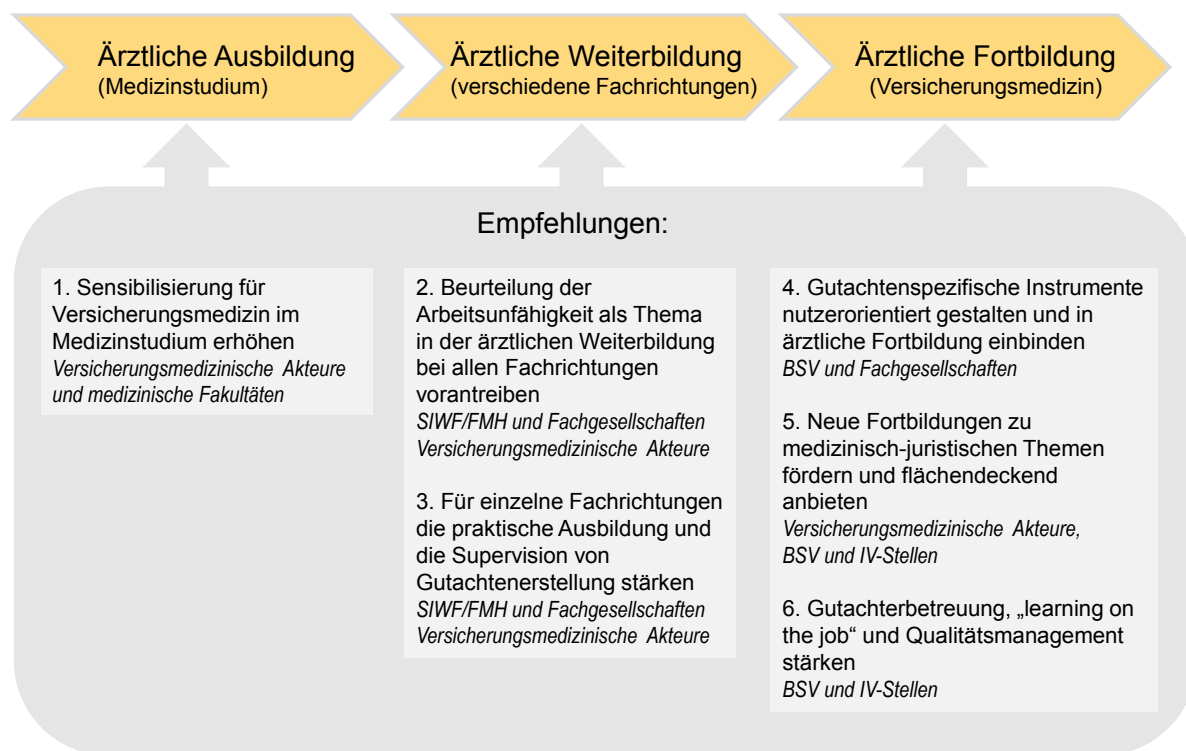 Ärztliche Ausbildung
(Medizinstudium)
Ärztliche Weiterbildung
(verschiedene Fachrichtungen)
Ärztliche Fortbildung
(Versicherungsmedizin)
Empfehlungen:
1. Sensibilisierung für
Versicherungsmedizin im
Medizinstudium erhöhen
Versicherungsmedizinische Akteure
und medizinische Fakultäten
2. Beurteilung der
Arbeitsunfähigkeit als Thema
in der ärztlichen Weiterbildung
bei allen Fachrichtungen
vorantreiben
SIWF/FMH und Fachgesellschaften
Versicherungsmedizinische Akteure
3. Für einzelne Fachrichtungen
die praktische Ausbildung und
die Supervision von
Gutachtenerstellung stärken
SIWF/FMH und Fachgesellschaften
Versicherungsmedizinische Akteure
4. Gutachtenspezifische Instrumente
nutzerorientiert gestalten und in
ärztliche Fortbildung einbinden
BSV und Fachgesellschaften
5. Neue Fortbildungen zu
medizinisch-juristischen Themen
fördern und flächendeckend
anbieten
Versicherungsmedizinische Akteure,
BSV und IV-Stellen
6. Gutachterbetreuung, „learning on
the job“ und Qualitätsmanagement
stärken
BSV und IV-Stellen